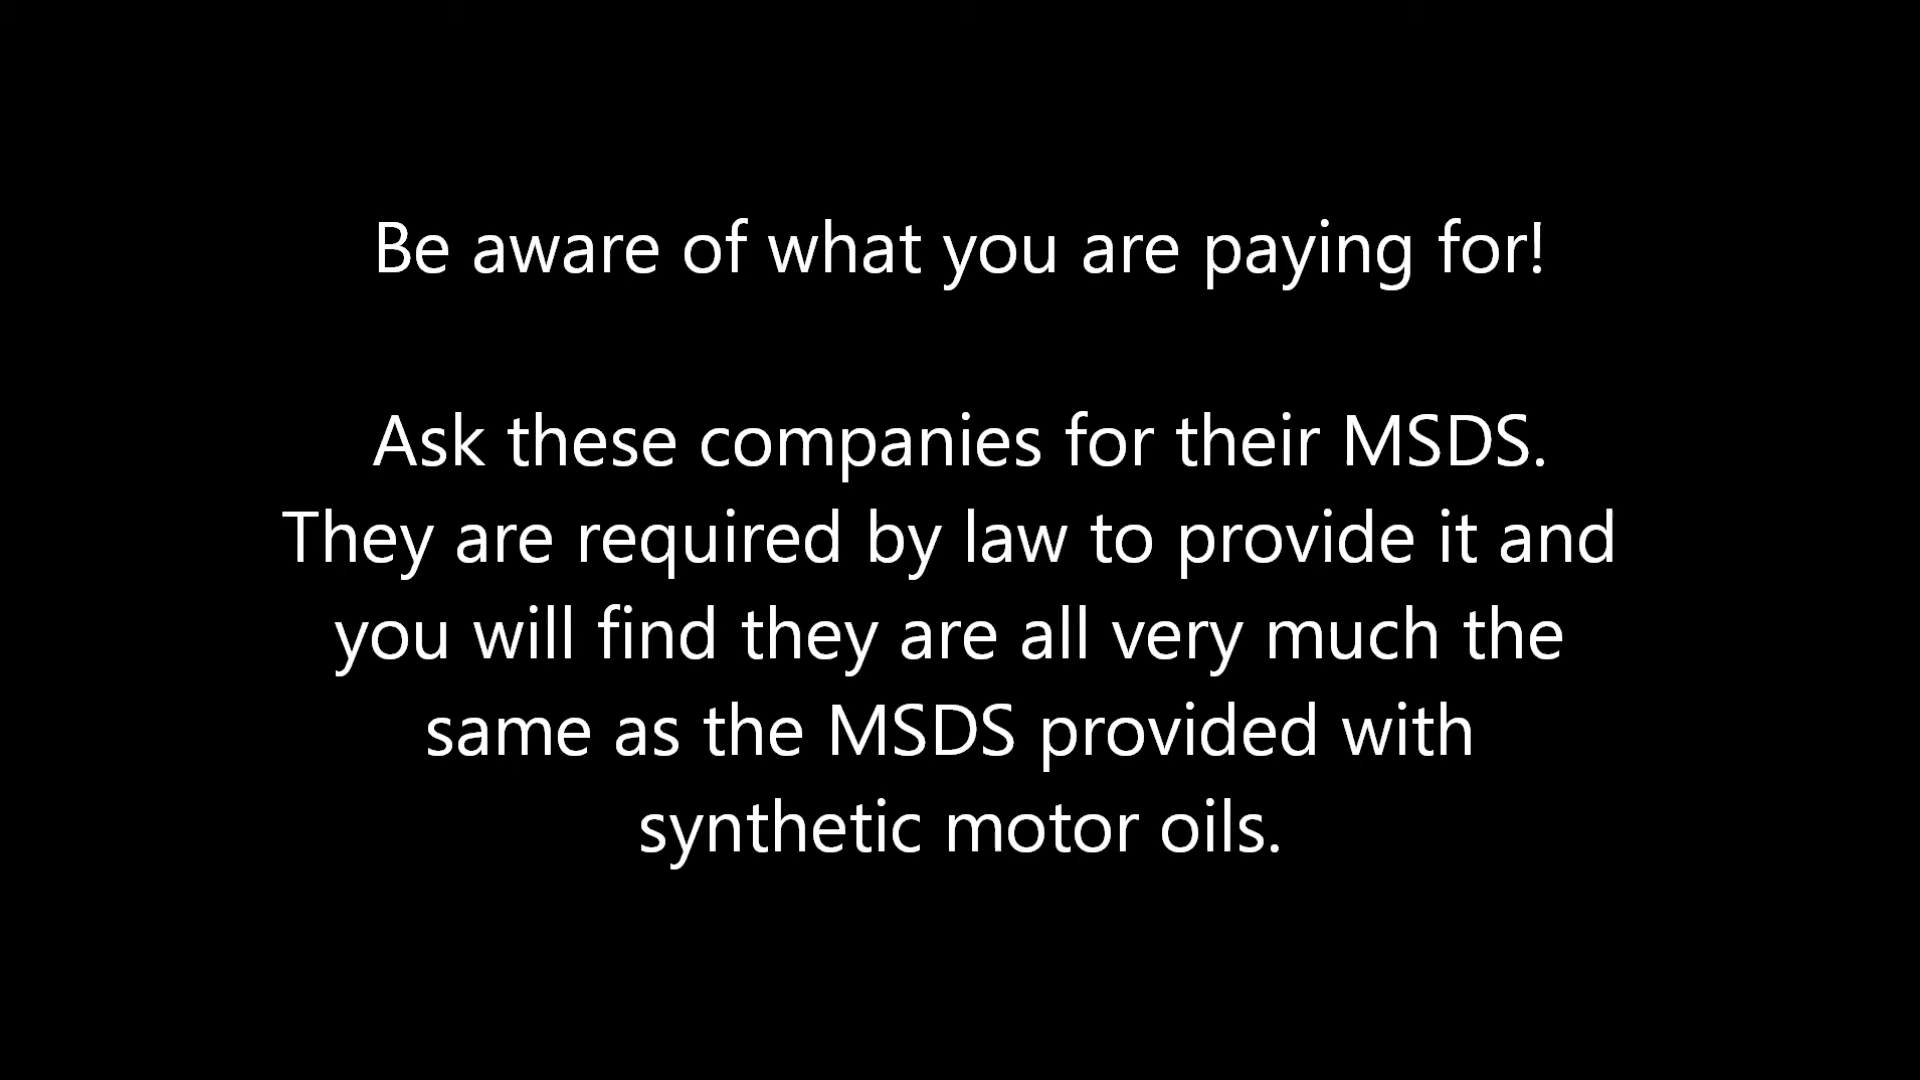 Be aware of what you are paying for!
Ask these companies for their MSDS.
They are required by law to provide it and
you will find they are all very much the
same as the MSDS provided with
synthetic motor oils.